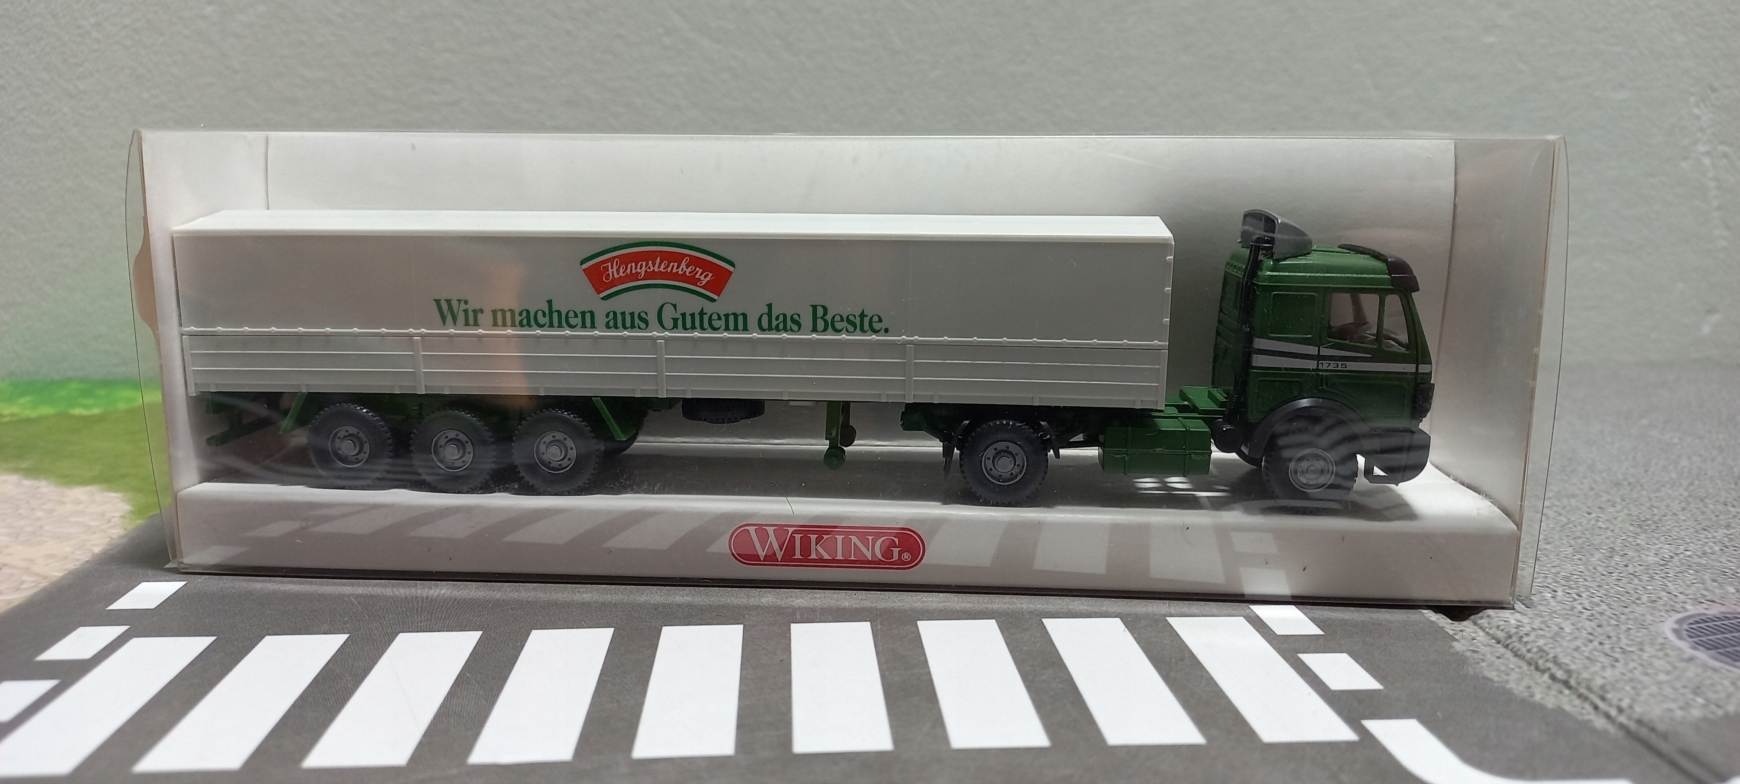 Hengstenberg
Wir machen aus Gutem das Beste.
1735
WIKING®